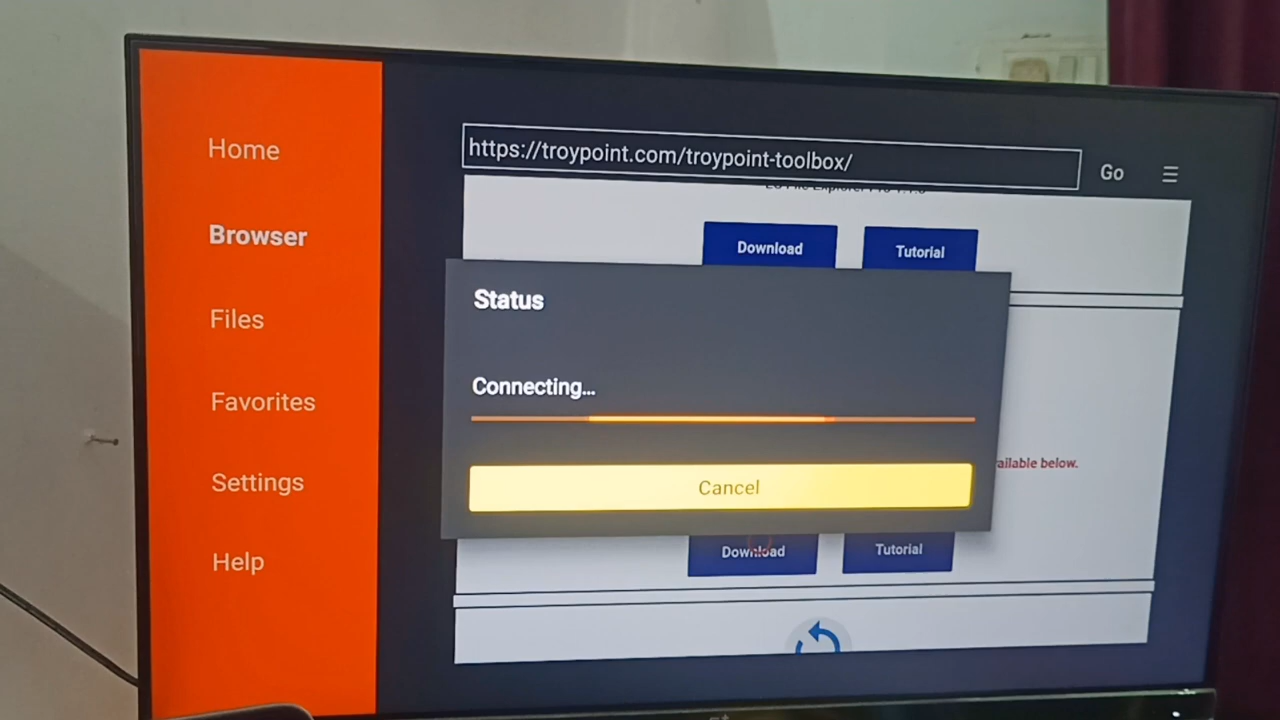 Home
Browser
Files
Favorites
Settings
Help
https://troypoint.com/troypoint-toolbox/
Go
Download
Tutorial
Status
Connecting...
Cancel
ailable below.
Download
Tutorial